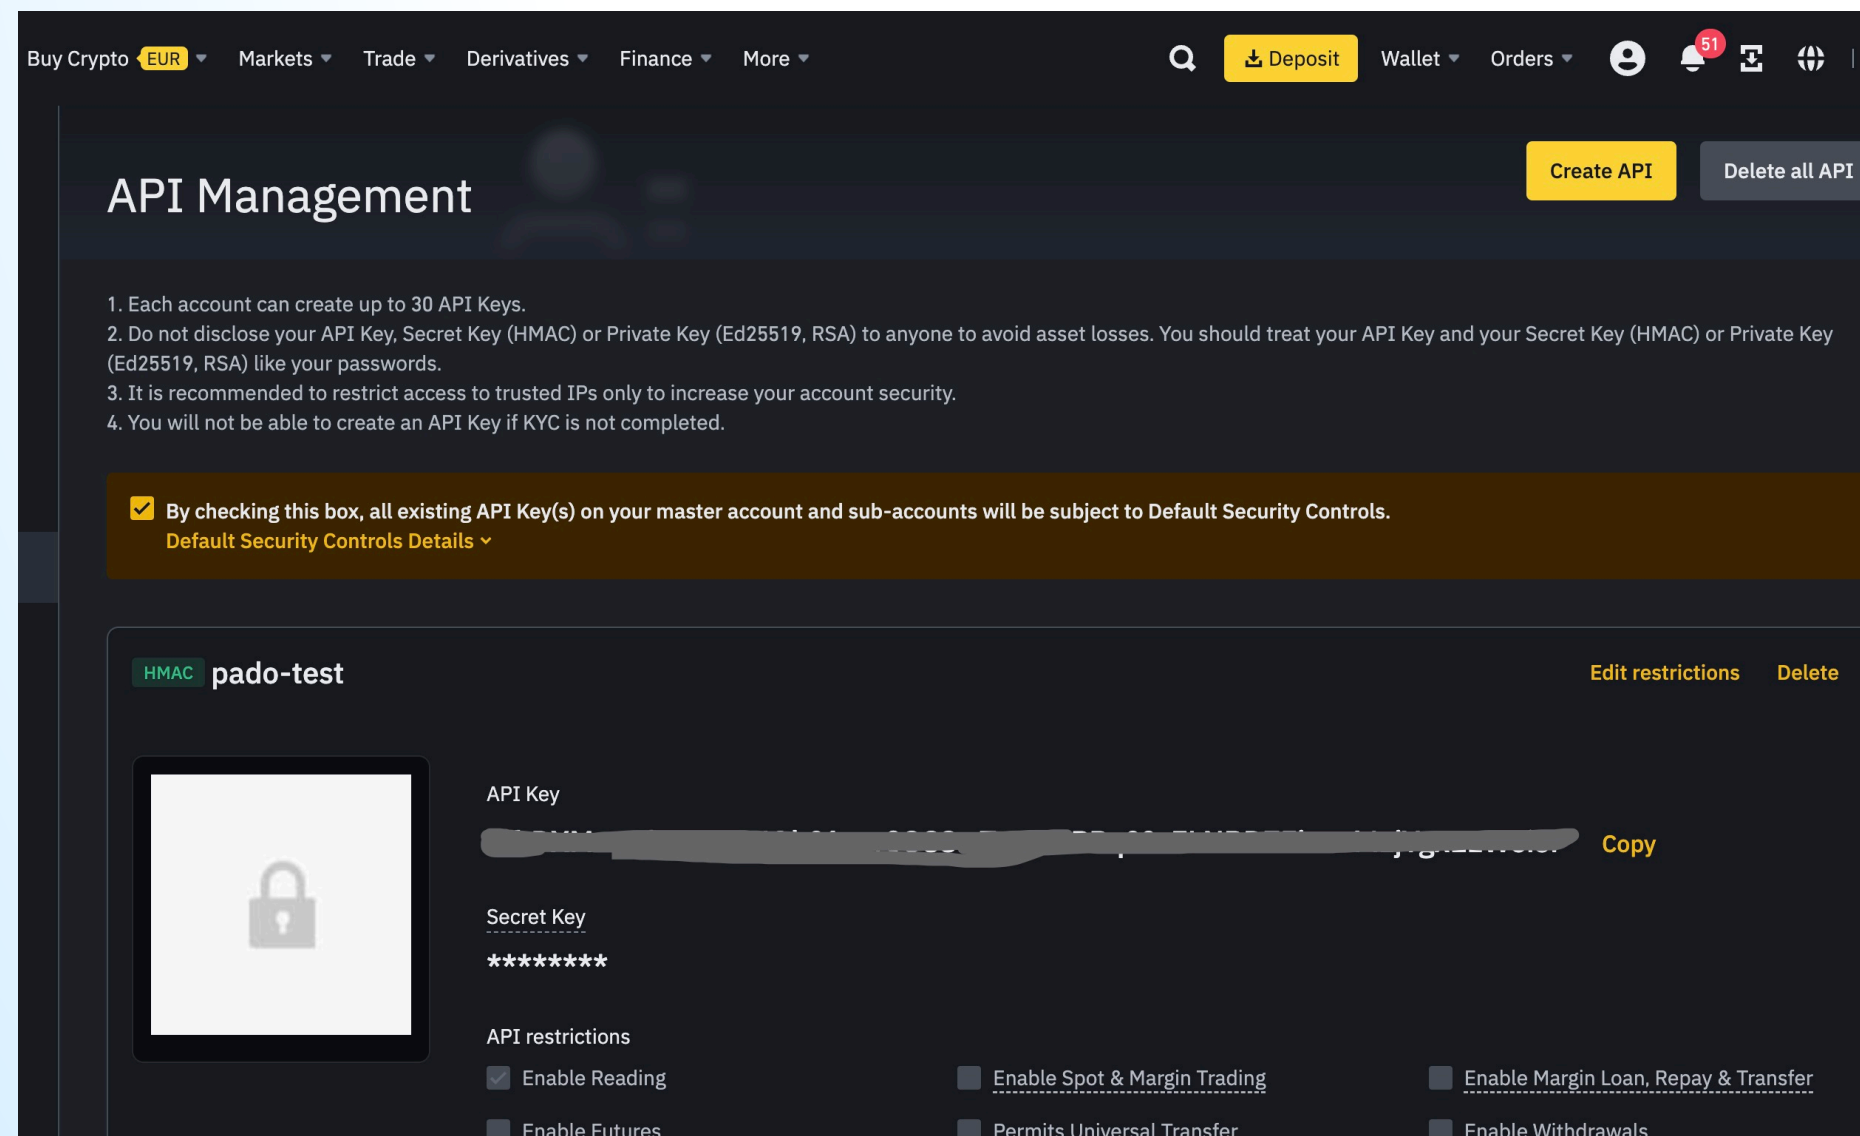 Buy Crypto EUR Markets Trade Derivatives Finance More Deposit Wallet Orders 51
API Management
Create API Delete all API
1. Each account can create up to 30 API Keys.
2. Do not disclose your API Key, Secret Key (HMAC) or Private Key (Ed25519, RSA) to anyone to avoid asset losses. You should treat your API Key and your Secret Key (HMAC) or Private Key
(Ed25519, RSA) like your passwords.
3. It is recommended to restrict access to trusted IPs only to increase your account security.
4. You will not be able to create an API Key if KYC is not completed.
By checking this box, all existing API Key(s) on your master account and sub-accounts will be subject to Default Security Controls.
Default Security Controls Details
HMAC pado-test Edit restrictions Delete
API Key
Copy
Secret Key
********
API restrictions
Enable Reading Enable Spot & Margin Trading Enable Margin Loan, Repay & Transfer
Enable Futures Permits Universal Transfer Enable Withdrawals